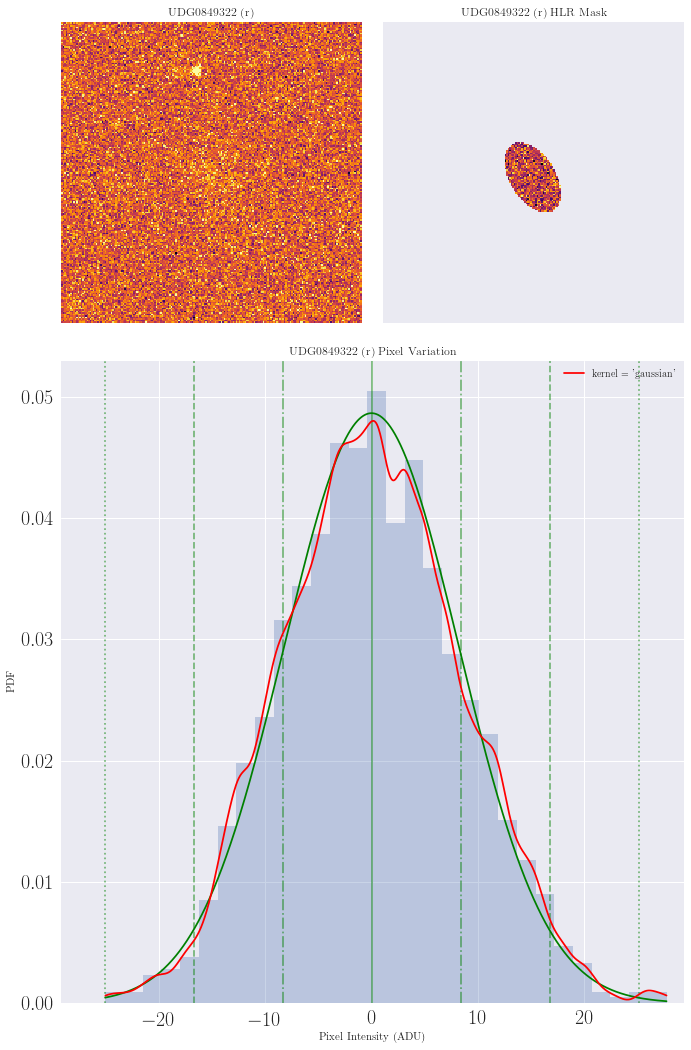 UDG0849322 (r)
UDG0849322 (r) HLR Mask
UDG0849322 (r) Pixel Variation
kernel = 'gaussian'
0.05
0.04
0.03
0.02
0.01
0.00
PDF
−20
−10
0
10
20
Pixel Intensity (ADU)